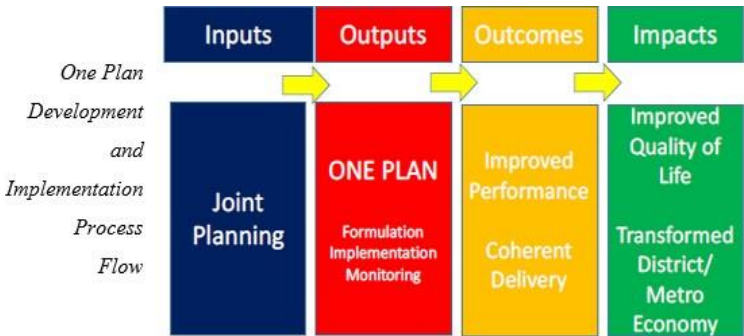 One Plan
Development
and
Implementation
Process
Flow
Inputs
Outputs
Outcomes
Impacts
Joint
Planning
ONE PLAN
Formulation
Implementation
Monitoring
Improved
Performance
Coherent
Delivery
Improved
Quality of
Life
Transformed
District/
Metro
Economy